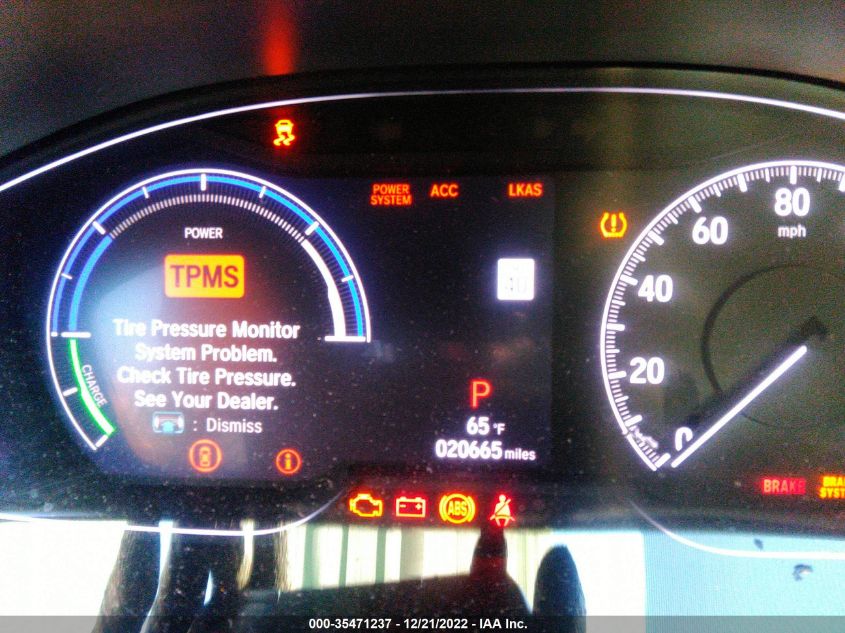 POWER SYSTEM ACC LKAS
POWER
TPMS
Tire Pressure Monitor
System Problem.
Check Tire Pressure.
See Your Dealer.
: Dismiss
CHARGE
P
65 °F
020665 miles
80
mph
60
40
20
0
ABS
BRAKE
SYSTEM
000-35471237 - 12/21/2022 - IAA Inc.